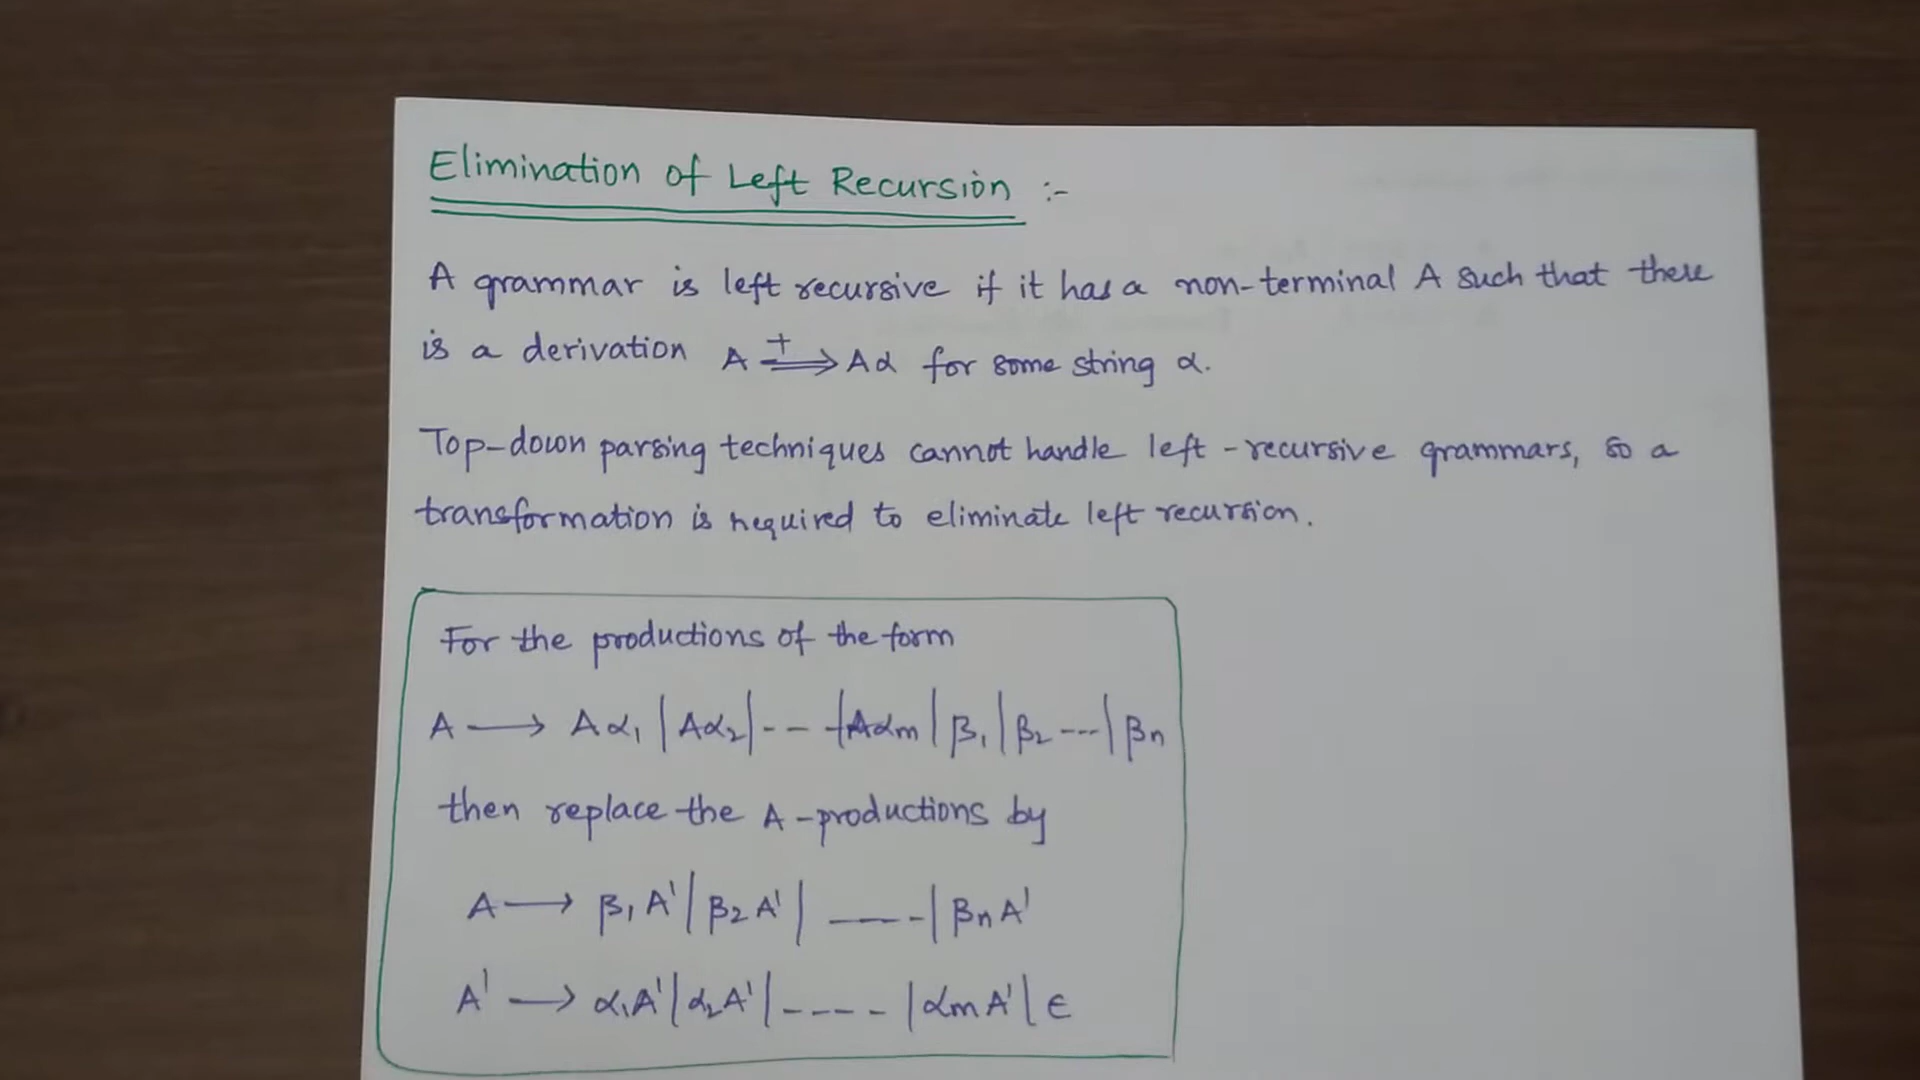 Elimination of Left Recursion :-
A grammar is left recursive if it has a non-terminal A such that there
is a derivation A ⇒+ Aα for some string α.
Top-down parsing techniques cannot handle left-recursive grammars, so a
transformation is required to eliminate left recursion.
For the productions of the form
A → Aα₁ | Aα₂ | -- | Aαm | β₁ | β₂ --- | βn
then replace the A-productions by
A → β₁A' | β₂A' | ----- | βnA'
A' → α₁A' | α₂A' | ----- | αmA' | ϵ